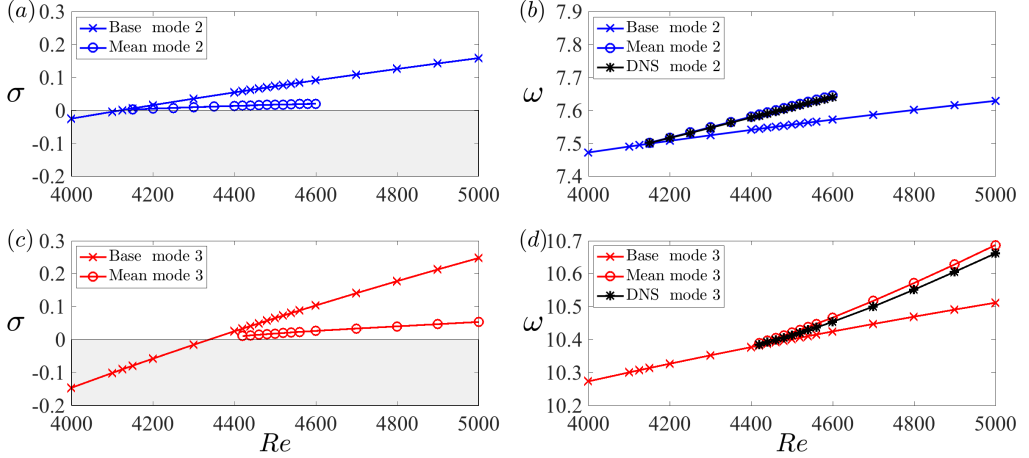 (a)
0.3
0.2
0.1
0
-0.1
-0.2
σ
Base mode 2
Mean mode 2
4000 4200 4400 4600 4800 5000
(b)
7.9
7.8
7.7
7.6
7.5
7.4
ω
Base mode 2
Mean mode 2
DNS mode 2
4000 4200 4400 4600 4800 5000
(c)
0.3
0.2
0.1
0
-0.1
-0.2
σ
Base mode 3
Mean mode 3
4000 4200 4400 4600 4800 5000
Re
(d)
10.7
10.6
10.5
10.4
10.3
10.2
ω
Base mode 3
Mean mode 3
DNS mode 3
4000 4200 4400 4600 4800 5000
Re